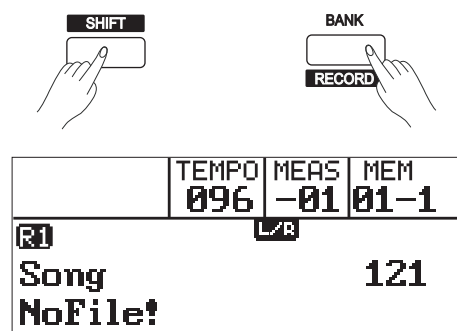 SHIFT
BANK
RECORD
TEMPO MEAS MEM
096 -01 01-1
R1 L/R
Song 121
NoFile!